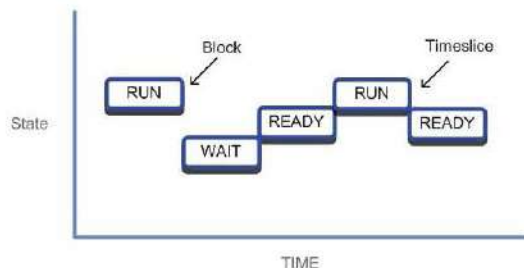 Block
Timeslice
RUN
RUN
State
READY
READY
WAIT
TIME